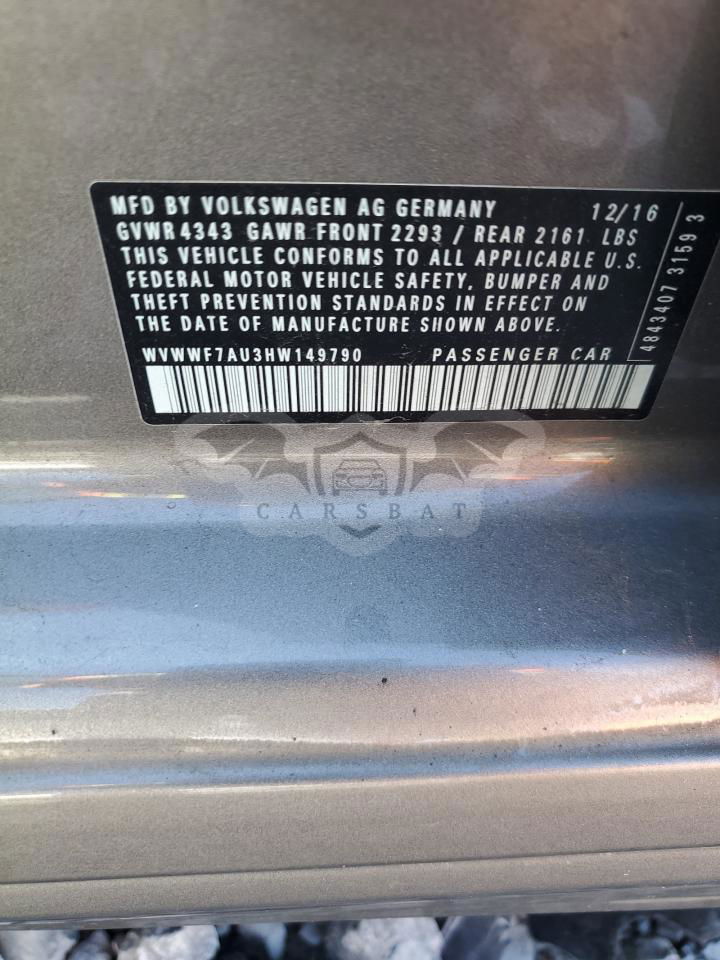 MFD BY VOLKSWAGEN AG GERMANY 12/16
GVWR 4343 GAWR FRONT 2293 / REAR 2161 LBS
THIS VEHICLE CONFORMS TO ALL APPLICABLE U.S.
FEDERAL MOTOR VEHICLE SAFETY, BUMPER AND
THEFT PREVENTION STANDARDS IN EFFECT ON
THE DATE OF MANUFACTURE SHOWN ABOVE.
WVWWF7AU3HW149790 PASSENGER CAR
4843407 3159 3
CARSBAT